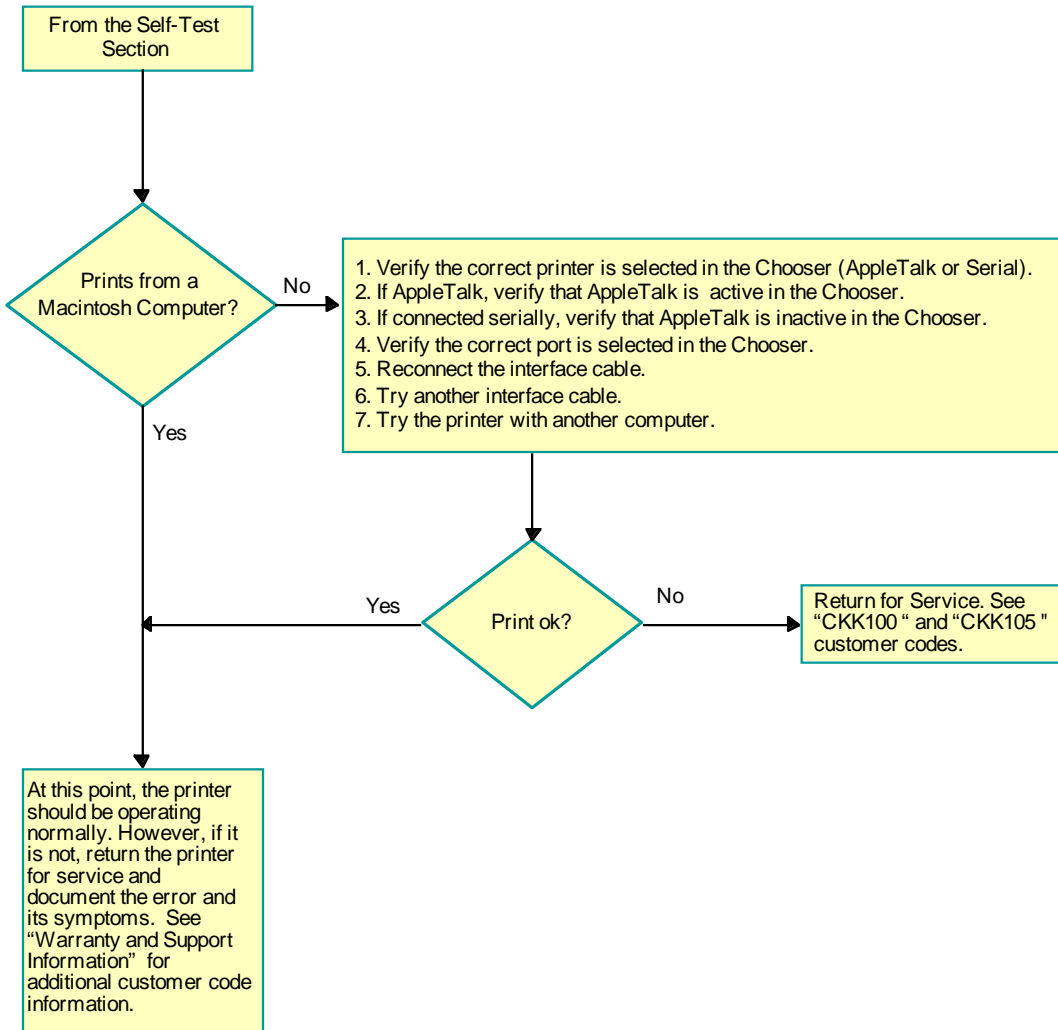 From the Self-Test
Section
Prints from a
Macintosh Computer?
No
1. Verify the correct printer is selected in the Chooser (AppleTalk or Serial).
2. If AppleTalk, verify that AppleTalk is  active in the Chooser.
3. If connected serially, verify that AppleTalk is inactive in the Chooser.
4. Verify the correct port is selected in the Chooser.
5. Reconnect the interface cable.
6. Try another interface cable.
7. Try the printer with another computer.
Yes
Yes
Print ok?
No
Return for Service. See
“CKK100 “ and “CKK105 "
customer codes.
At this point, the printer
should be operating
normally. However, if it
is not, return the printer
for service and
document the error and
its symptoms.  See
“Warranty and Support
Information”  for
additional customer code
information.